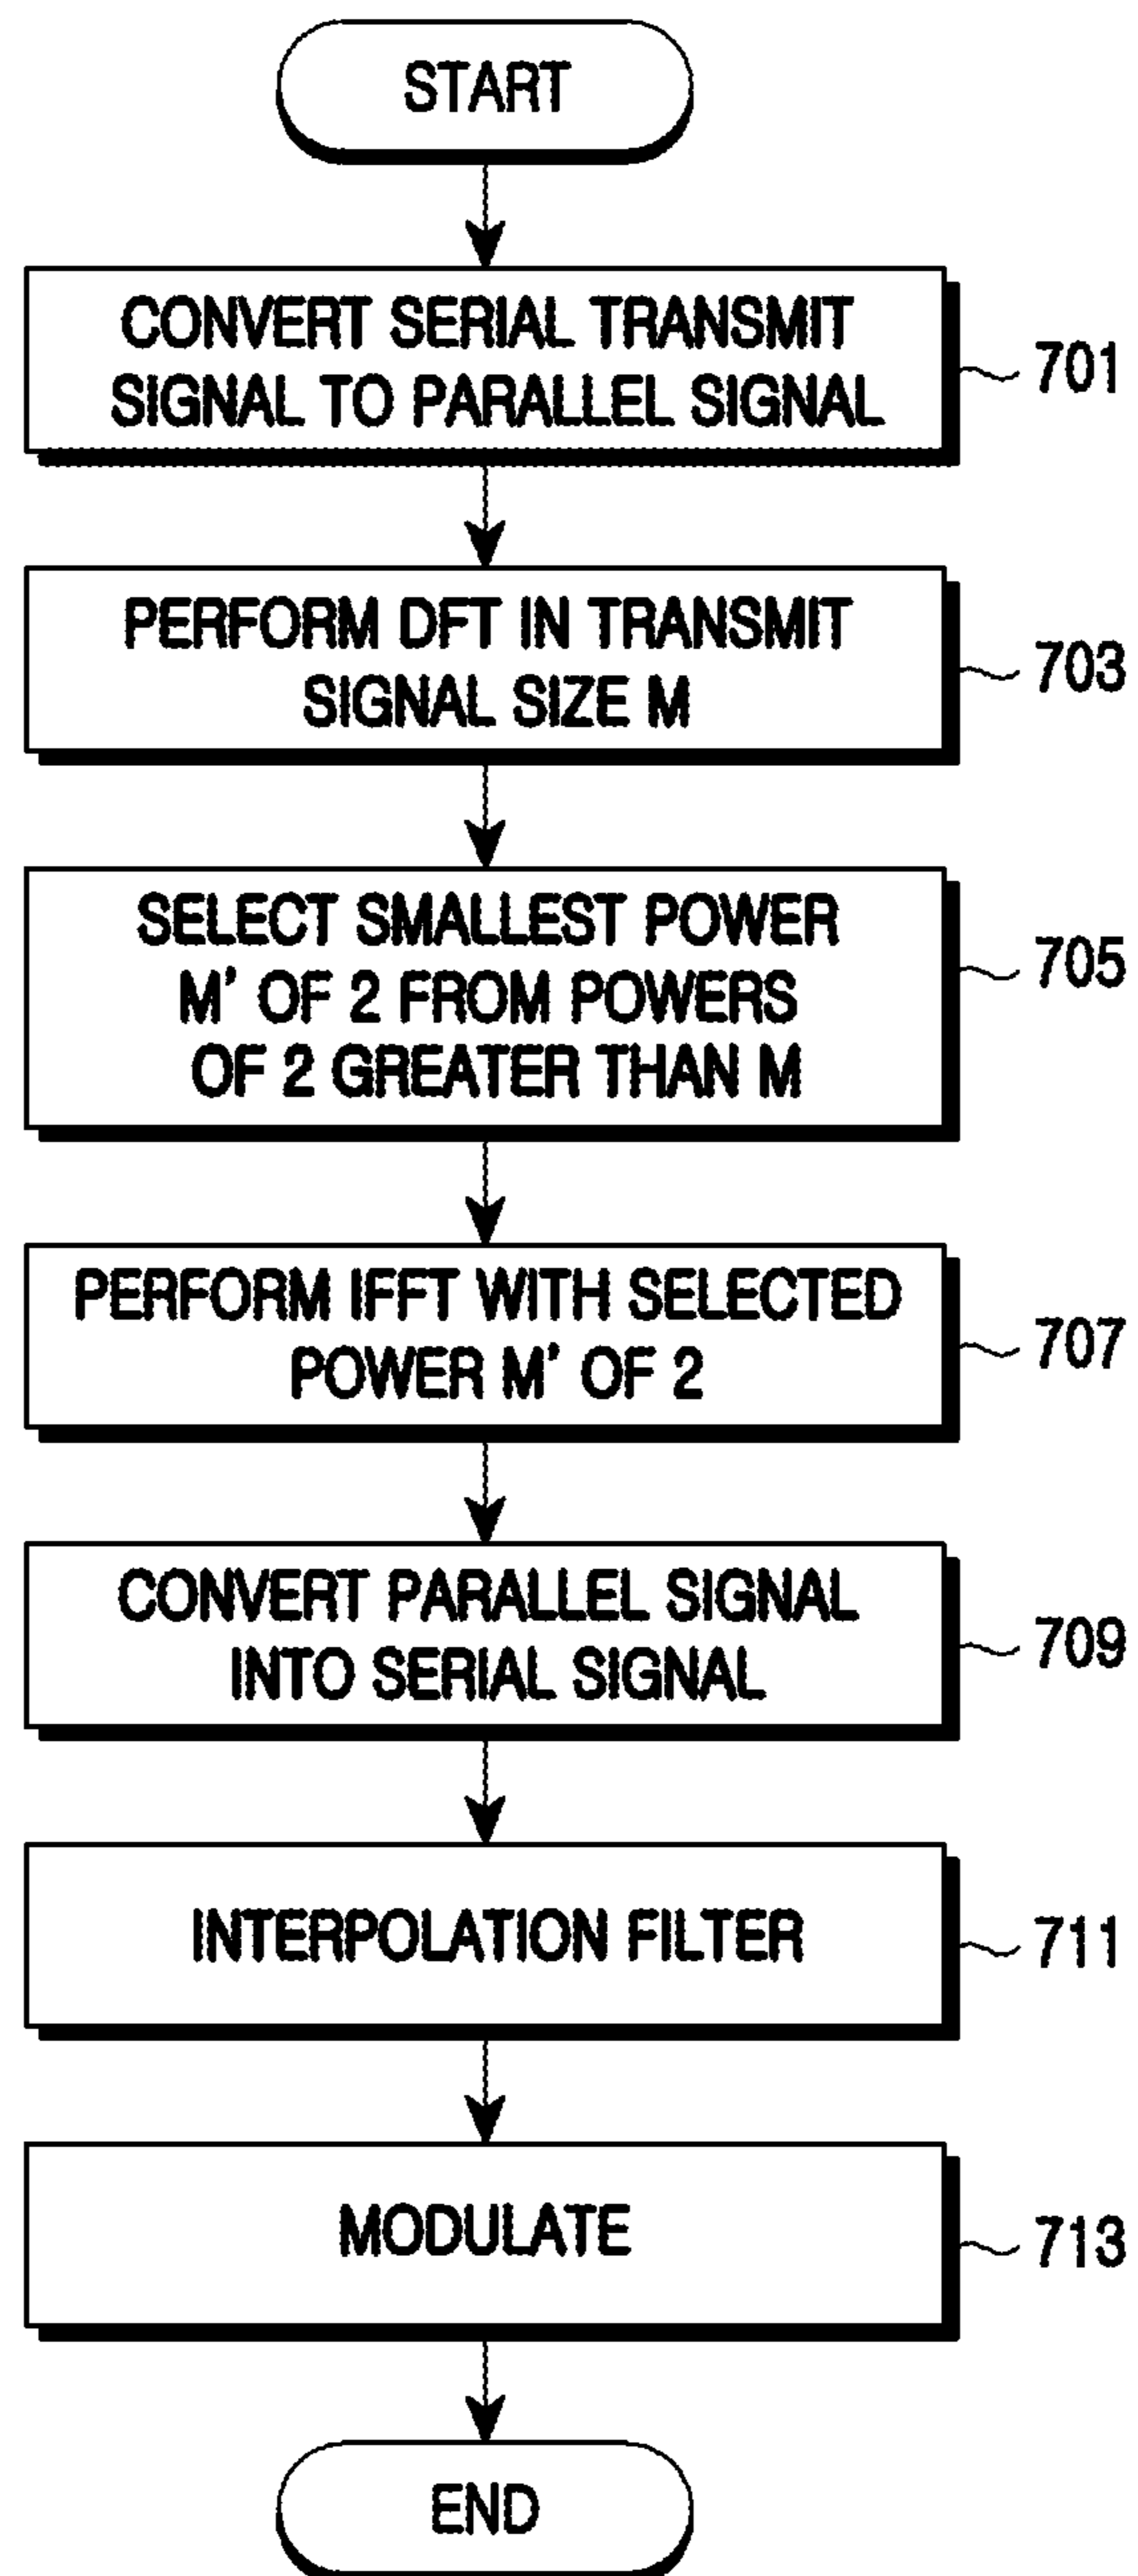 START
CONVERT SERIAL TRANSMIT
SIGNAL TO PARALLEL SIGNAL
701
PERFORM DFT IN TRANSMIT
SIGNAL SIZE M
703
SELECT SMALLEST POWER
M' OF 2 FROM POWERS
OF 2 GREATER THAN M
705
PERFORM IFFT WITH SELECTED
POWER M' OF 2
707
CONVERT PARALLEL SIGNAL
INTO SERIAL SIGNAL
709
INTERPOLATION FILTER
711
MODULATE
713
END